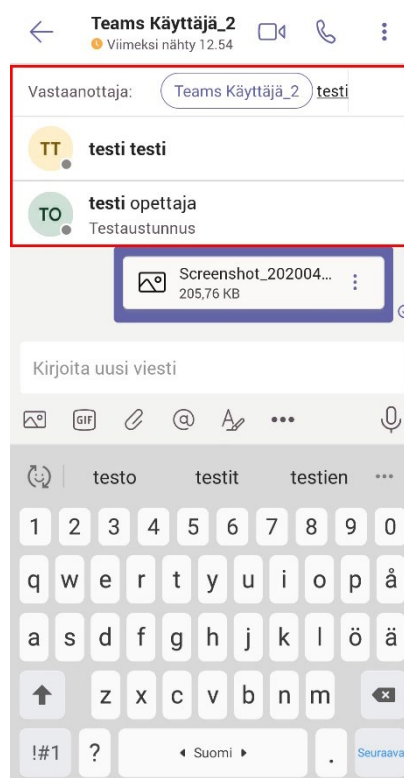 Teams Käyttäjä_2
Viimeksi nähty 12.54
Vastaanottaja: Teams Käyttäjä_2 testi
TT testi testi
TO testi opettaja
Testaustunnus
Screenshot_202004...
205,76 KB
Kirjoita uusi viesti
GIF @ A
testo testit testien
1 2 3 4 5 6 7 8 9 0
q w e r t y u i o p å
a s d f g h j k l ö ä
z x c v b n m
!#1 ? Suomi . Seuraava